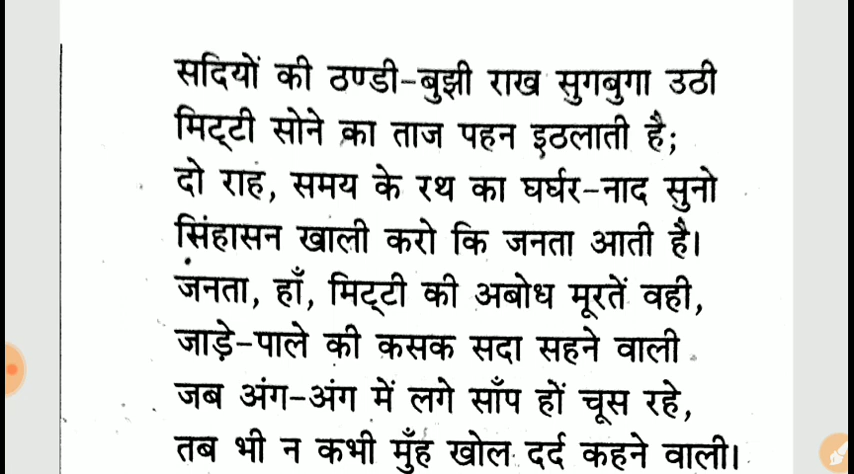 सदियों की ठण्डी-बुझी राख सुगबुगा उठी
मिट्टी सोने का ताज पहन इठलाती है;
दो राह, समय के रथ का घर्घर-नाद सुनो
सिंहासन खाली करो कि जनता आती है।
जनता, हाँ, मिट्टी की अबोध मूरतें वही,
जाड़े-पाले की कसक सदा सहने वाली
जब अंग-अंग में लगे साँप हों चूस रहे,
तब भी न कभी मुँह खोल दर्द कहने वाली।